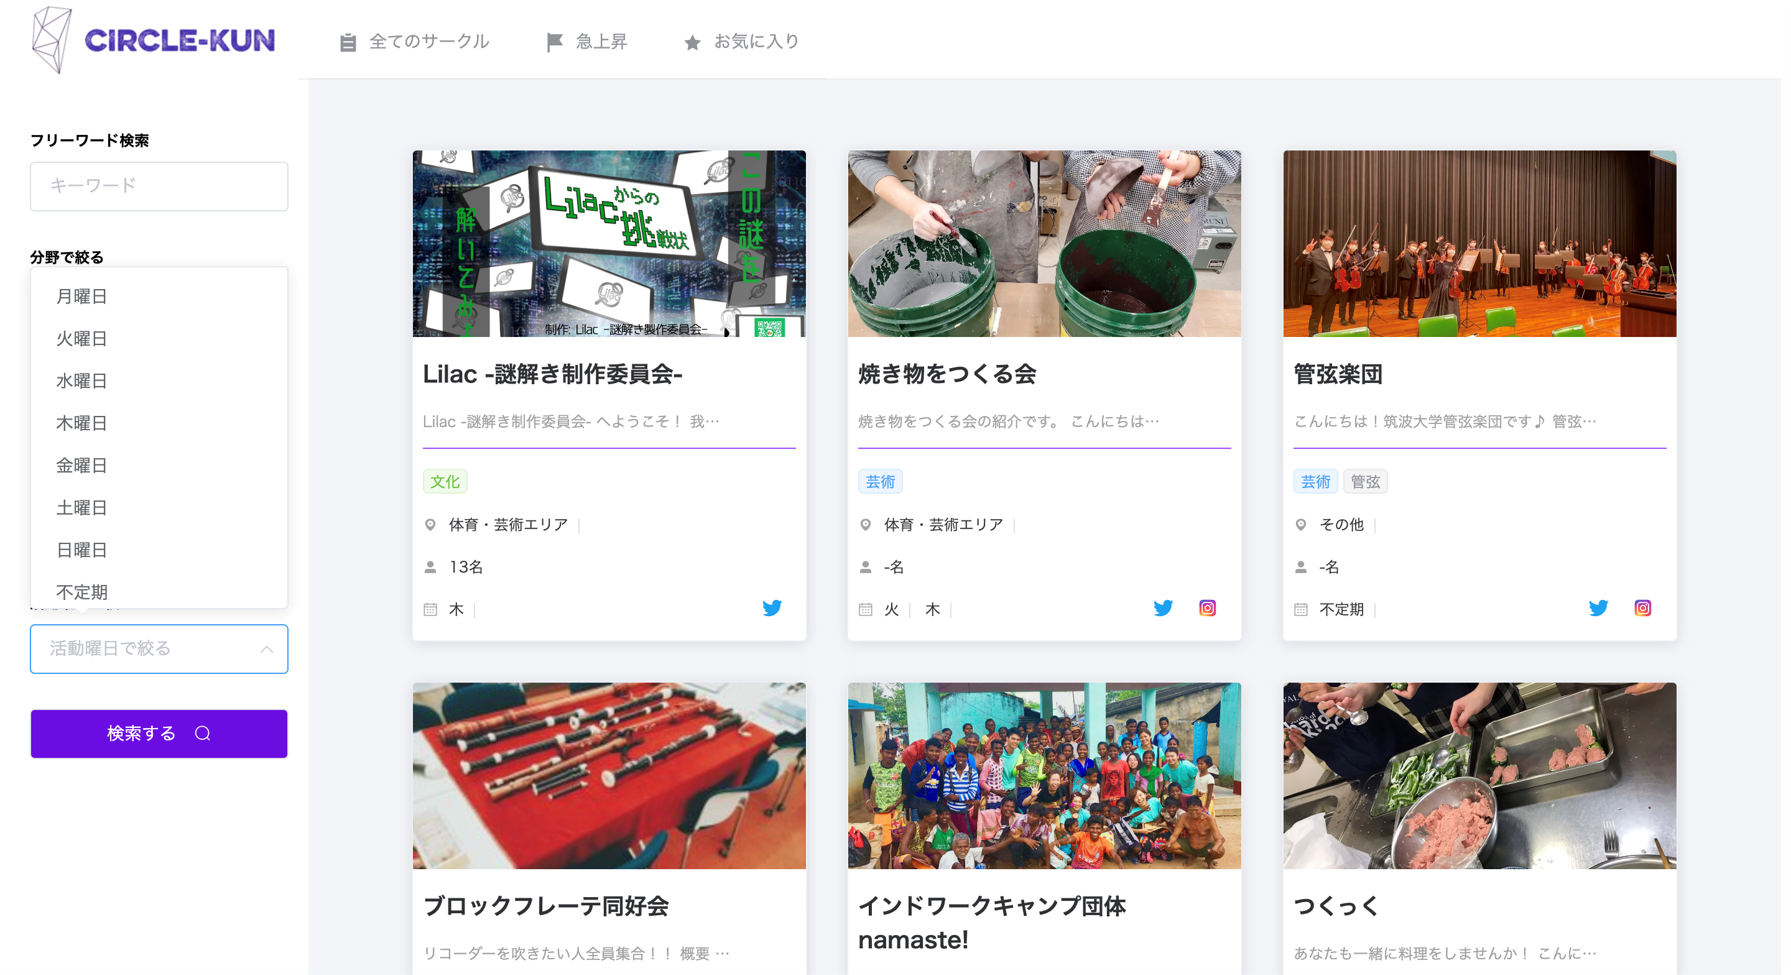 CIRCLE-KUN
全てのサークル
急上昇
お気に入り
フリーワード検索
キーワード
分野で絞る
月曜日
火曜日
水曜日
木曜日
金曜日
土曜日
日曜日
不定期
活動曜日で絞る
検索する
Lilacからの
挑戦状
この謎を
解いてみよ
制作: Lilac -謎解き製作委員会-
Lilac -謎解き制作委員会-
Lilac -謎解き制作委員会- へようこそ！ 我…
文化
体育・芸術エリア
13名
木
焼き物をつくる会
焼き物をつくる会の紹介です。 こんにちは…
芸術
体育・芸術エリア
-名
火 木
管弦楽団
こんにちは！筑波大学管弦楽団です♪ 管弦…
芸術 管弦
その他
-名
不定期
ブロックフレーテ同好会
リコーダーを吹きたい人全員集合！！ 概要 …
インドワークキャンプ団体
namaste!
つくっく
あなたも一緒に料理をしませんか！ こんに…